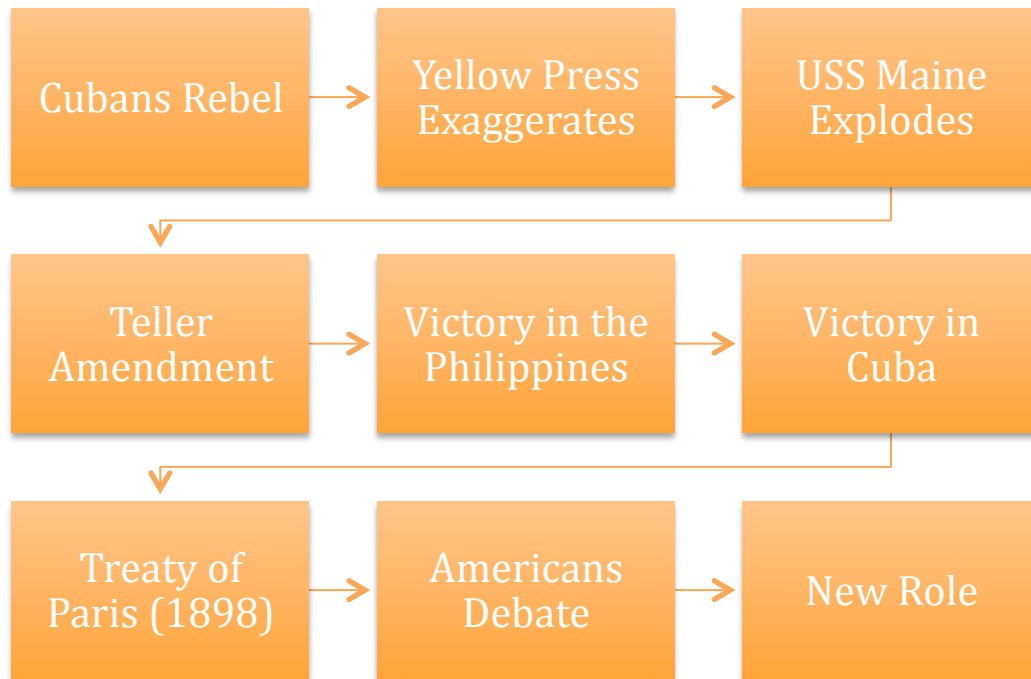 Cubans Rebel
Yellow Press
Exaggerates
USS Maine
Explodes
Teller
Amendment
Victory in the
Philippines
Victory in
Cuba
Treaty of
Paris (1898)
Americans
Debate
New Role